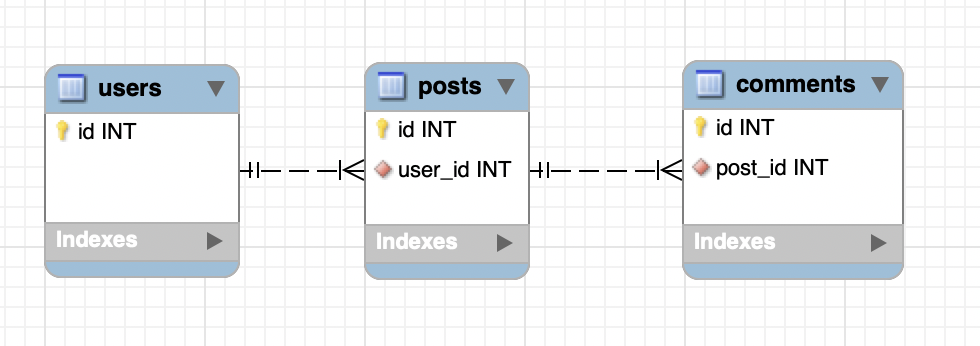 users
id INT
Indexes
posts
id INT
user_id INT
Indexes
comments
id INT
post_id INT
Indexes